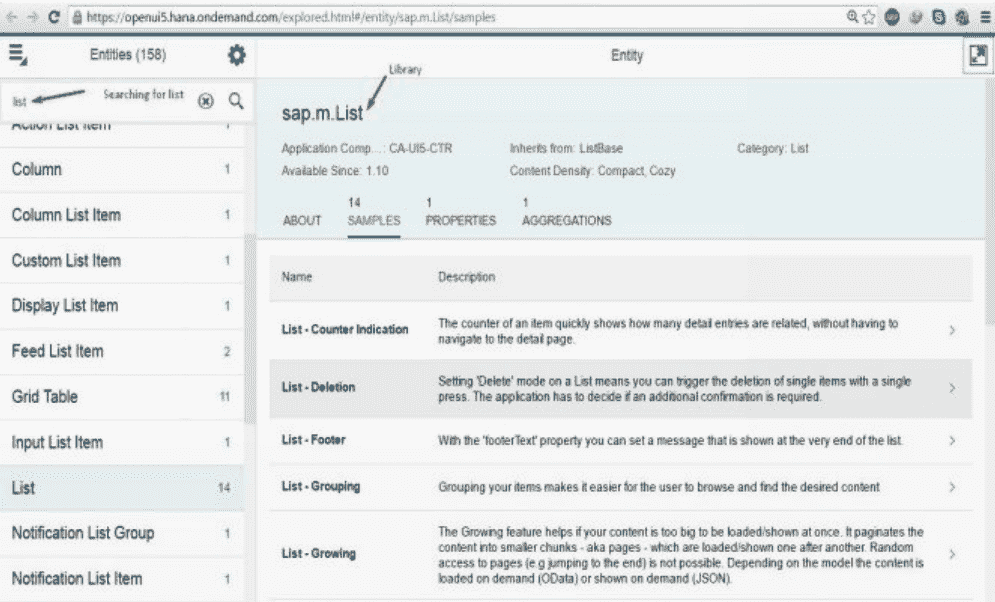 https://openui5.hana.ondemand.com/explored.html#/entity/sap.m.List/samples
Entities (158)
Entity
Library
list
Searching for list
sap.m.List
Application Comp...: CA-UI5-CTR
Inherits from: ListBase
Category: List
Available Since: 1.10
Content Density: Compact, Cozy
14
1
1
ABOUT
SAMPLES
PROPERTIES
AGGREGATIONS
Action List Item 1
Column 1
Column List Item 1
Custom List Item 1
Display List Item 1
Feed List Item 2
Grid Table 11
Input List Item 1
List 14
Notification List Group 1
Notification List Item 1
Name
Description
List - Counter Indication
The counter of an item quickly shows how many detail entries are related, without having to
navigate to the detail page.
List - Deletion
Setting 'Delete' mode on a List means you can trigger the deletion of single items with a single
press. The application has to decide if an additional confirmation is required.
List - Footer
With the 'footerText' property you can set a message that is shown at the very end of the list.
List - Grouping
Grouping your items makes it easier for the user to browse and find the desired content
List - Growing
The Growing feature helps if your content is too big to be loaded/shown at once. It paginates the
content into smaller chunks - aka pages - which are loaded/shown one after another. Random
access to pages (e.g jumping to the end) is not possible. Depending on the model the content is
loaded on demand (OData) or shown on demand (JSON).